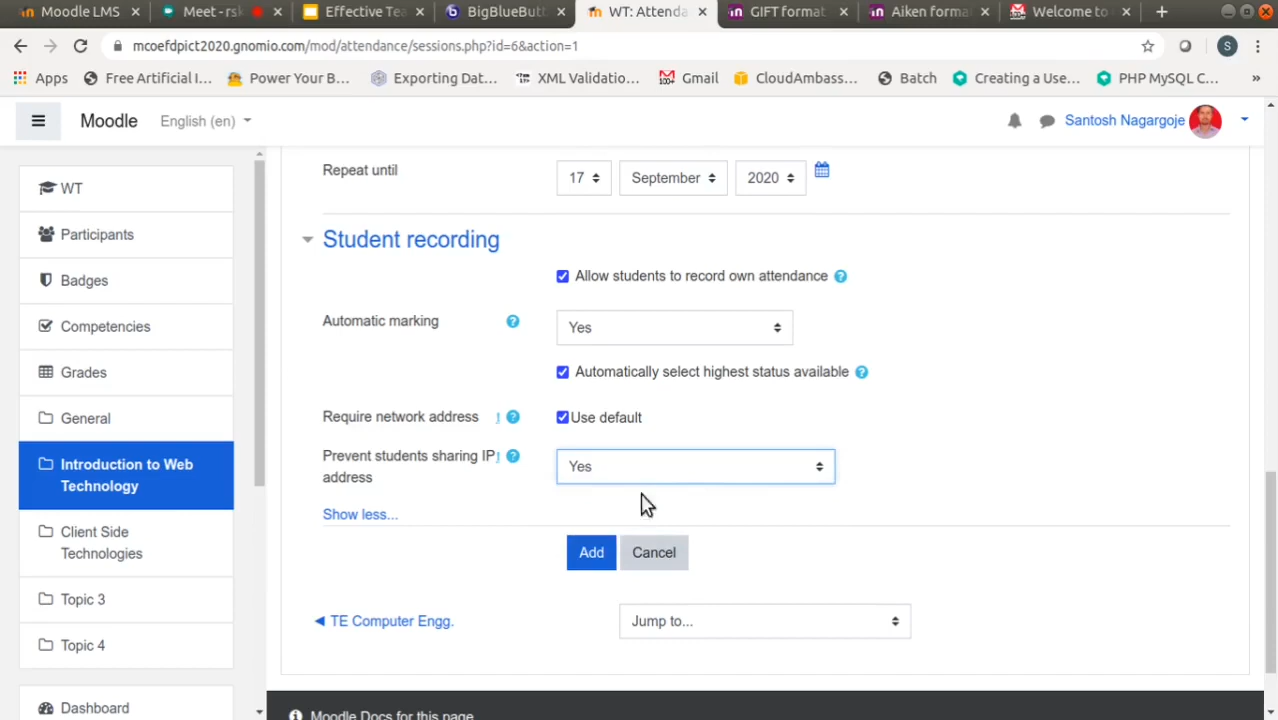 Moodle LMS
Meet - rsk
Effective Tea
BigBlueButt
WT: Attenda
GIFT format
Aiken forma
Welcome to
mcoefdpict2020.gnomio.com/mod/attendance/sessions.php?id=6&action=1
S
Apps
Free Artificial I...
Power Your B...
Exporting Dat...
XML Validatio...
Gmail
CloudAmbass...
Batch
Creating a Use...
PHP MySQL C...
»
Moodle
English (en)
Santosh Nagargoje
WT
Participants
Badges
Competencies
Grades
General
Introduction to Web
Technology
Client Side
Technologies
Topic 3
Topic 4
Dashboard
Repeat until
17
September
2020
Student recording
Allow students to record own attendance
Automatic marking
Yes
Automatically select highest status available
Require network address
!
Use default
Prevent students sharing IP
!
address
Yes
Show less...
Add
Cancel
◄ TE Computer Engg.
Jump to...
Moodle Docs for this page